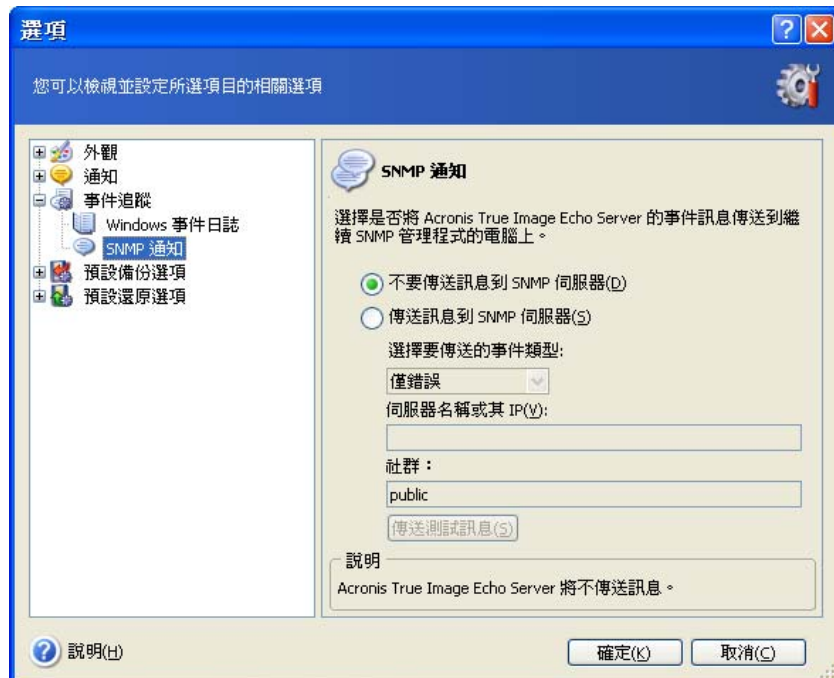 選項
您可以檢視並設定所選項目的相關選項
外觀
通知
事件追蹤
Windows 事件日誌
SNMP 通知
預設備份選項
預設還原選項
SNMP 通知
選擇是否將 Acronis True Image Echo Server 的事件訊息傳送到繼
續 SNMP 管理程式的電腦上。
不要傳送訊息到 SNMP 伺服器(D)
傳送訊息到 SNMP 伺服器(S)
選擇要傳送的事件類型:
僅錯誤
伺服器名稱或其 IP(V):
社群：
public
傳送測試訊息(S)
說明
Acronis True Image Echo Server 將不傳送訊息。
說明(H)
確定(K)
取消(C)